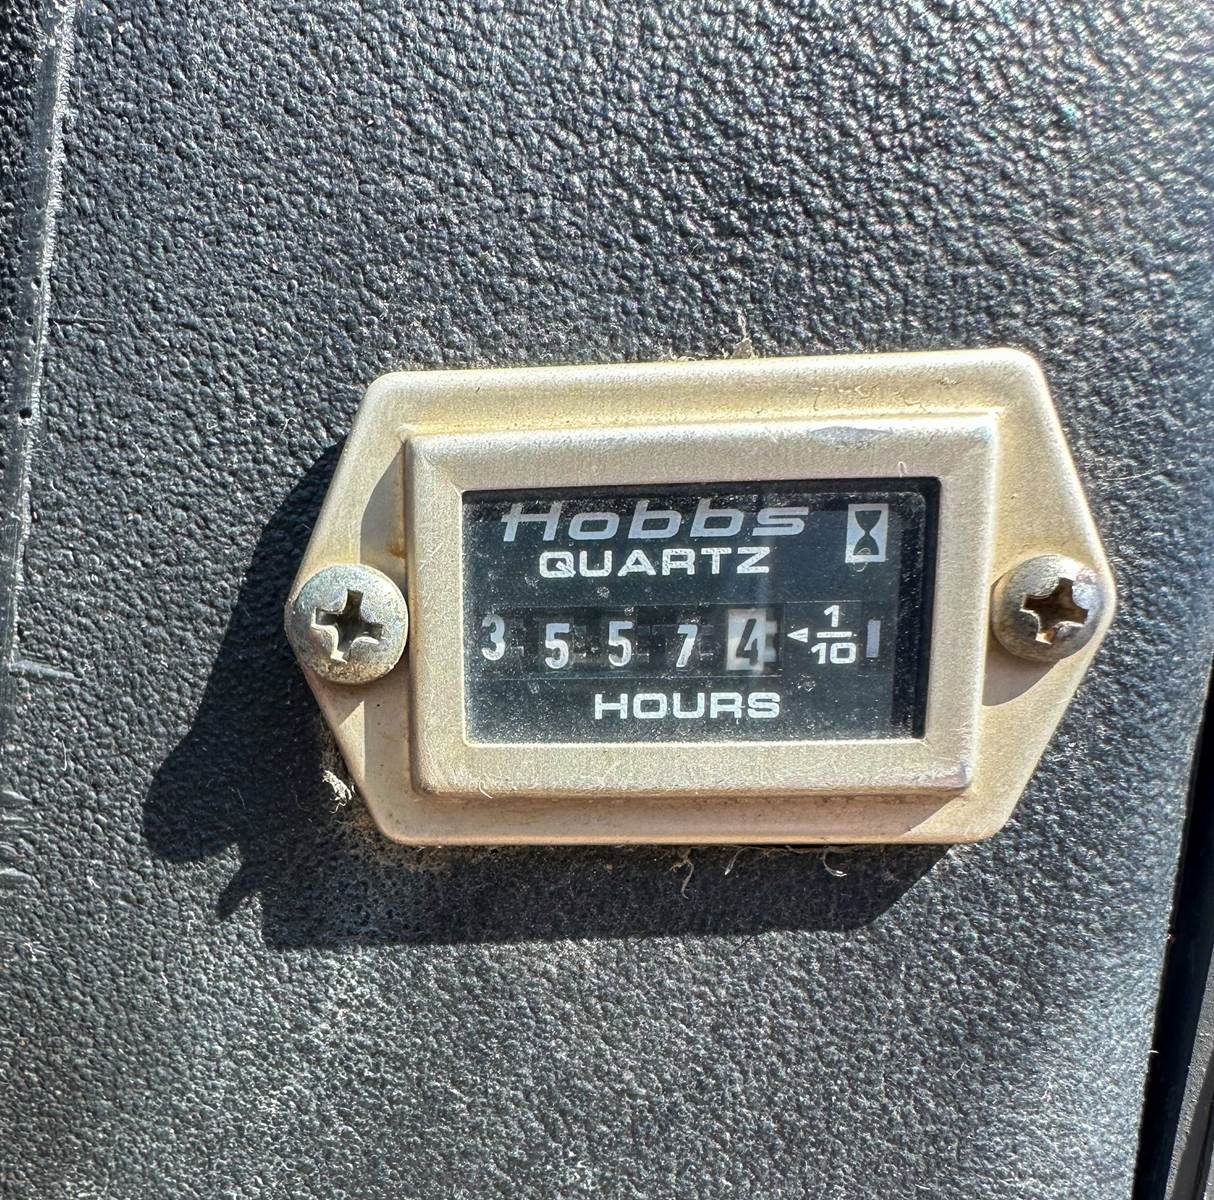 Hobbs
QUARTZ
3 5 5 7 4 ◄ 1/10
HOURS